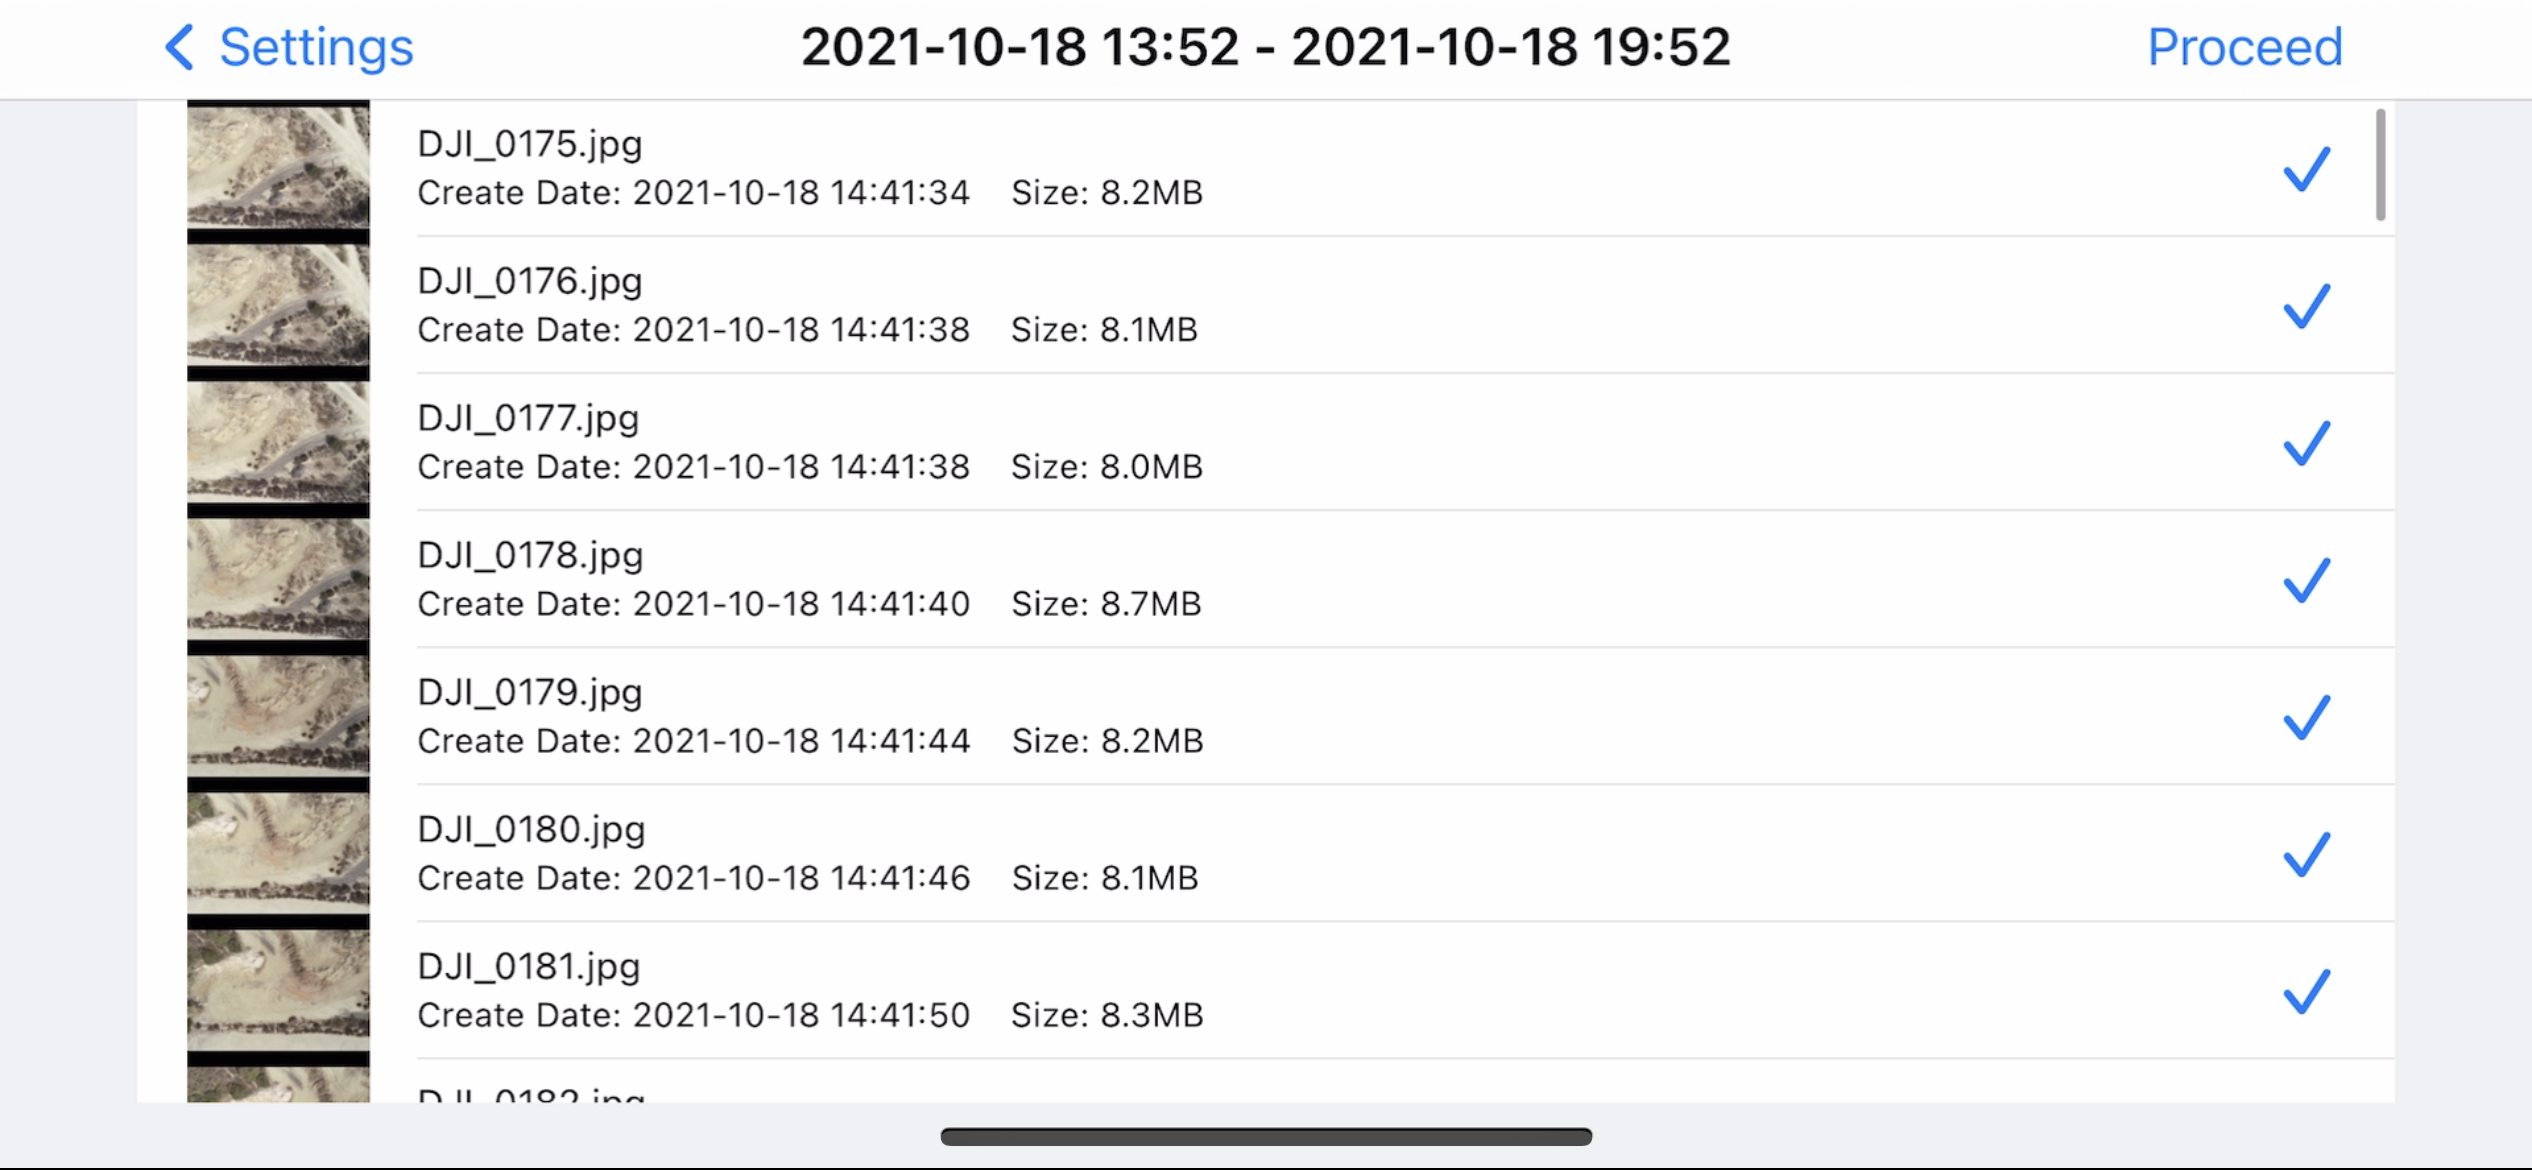 Settings
2021-10-18 13:52 - 2021-10-18 19:52
Proceed
DJI_0175.jpg
Create Date: 2021-10-18 14:41:34 Size: 8.2MB
DJI_0176.jpg
Create Date: 2021-10-18 14:41:38 Size: 8.1MB
DJI_0177.jpg
Create Date: 2021-10-18 14:41:38 Size: 8.0MB
DJI_0178.jpg
Create Date: 2021-10-18 14:41:40 Size: 8.7MB
DJI_0179.jpg
Create Date: 2021-10-18 14:41:44 Size: 8.2MB
DJI_0180.jpg
Create Date: 2021-10-18 14:41:46 Size: 8.1MB
DJI_0181.jpg
Create Date: 2021-10-18 14:41:50 Size: 8.3MB
DJI_0182.jpg